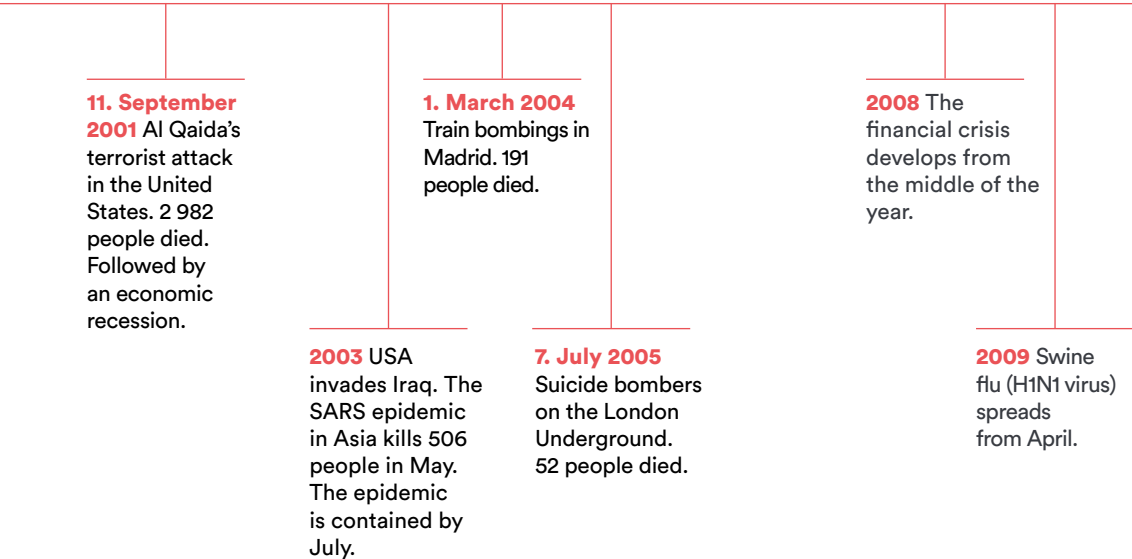 11. September
2001 Al Qaida’s
terrorist attack
in the United
States. 2 982
people died.
Followed by
an economic
recession.
2003 USA
invades Iraq. The
SARS epidemic
in Asia kills 506
people in May.
The epidemic
is contained by
July.
1. March 2004
Train bombings in
Madrid. 191
people died.
7. July 2005
Suicide bombers
on the London
Underground.
52 people died.
2008 The
financial crisis
develops from
the middle of the
year.
2009 Swine
flu (H1N1 virus)
spreads
from April.